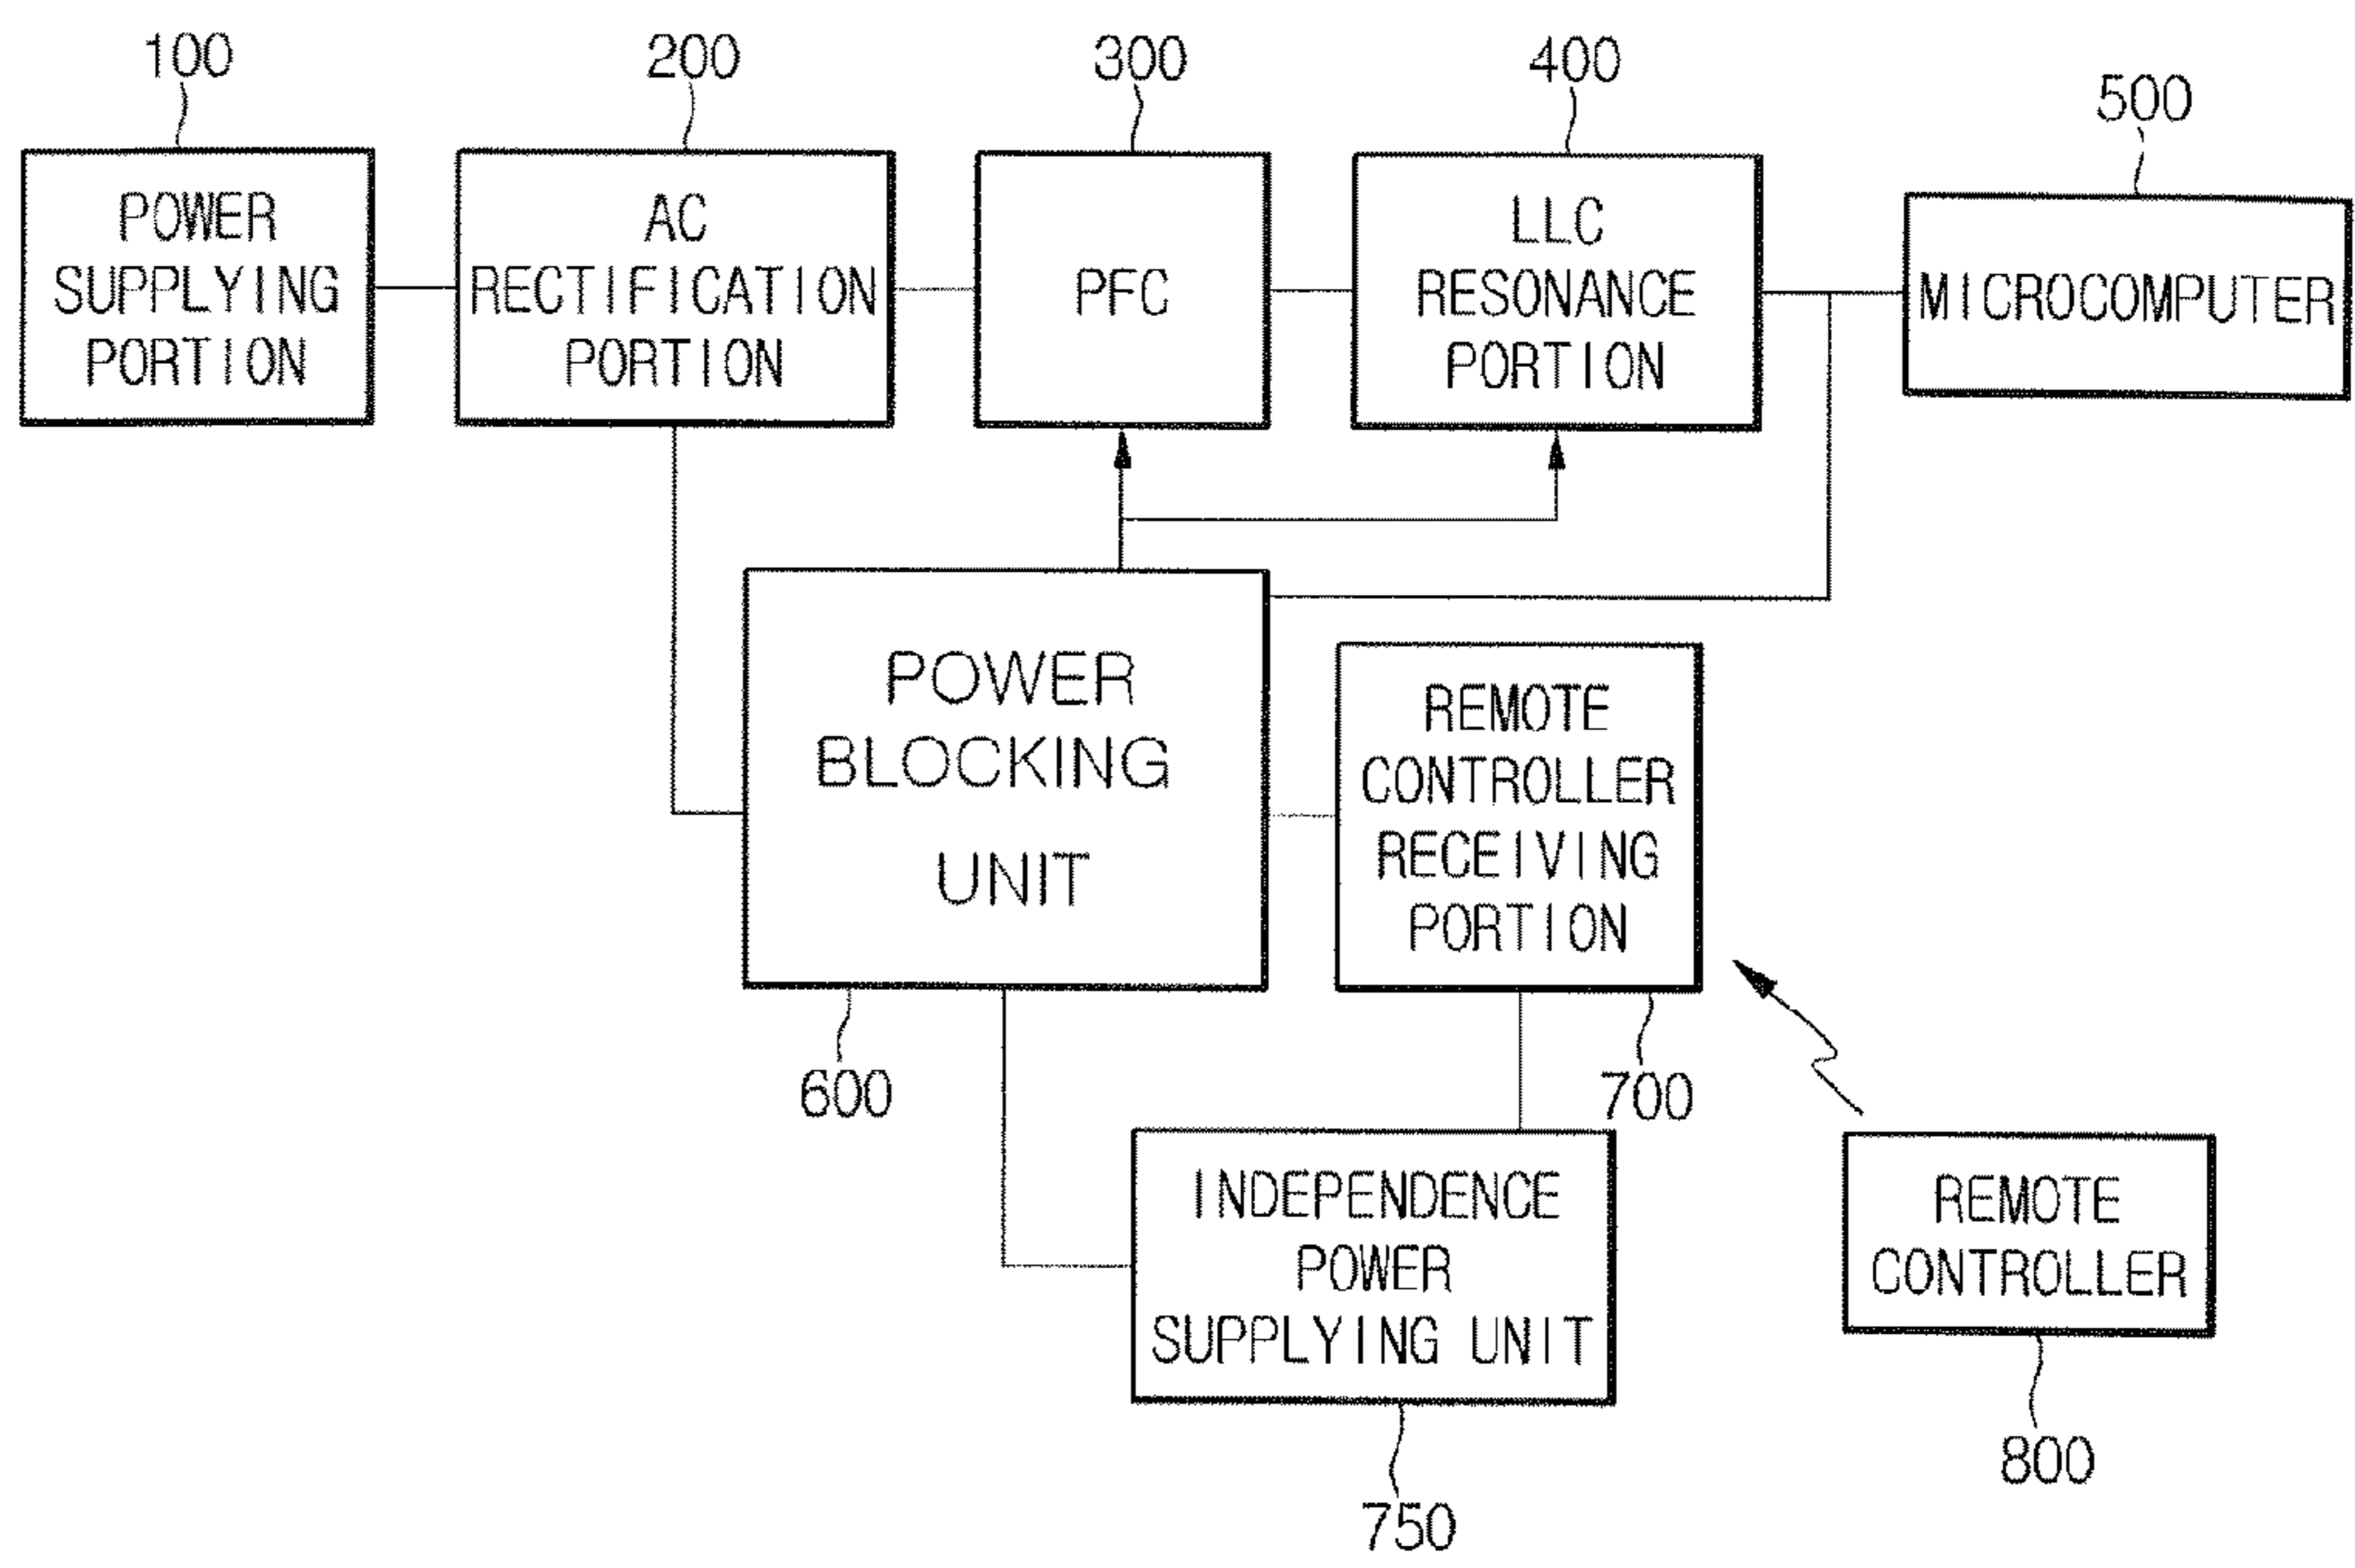 100
200
300
400
500
POWER
SUPPLYING
PORTION
AC
RECTIFICATION
PORTION
PFC
LLC
RESONANCE
PORTION
MICROCOMPUTER
POWER
BLOCKING
UNIT
REMOTE
CONTROLLER
RECEIVING
PORTION
600
700
INDEPENDENCE
POWER
SUPPLYING UNIT
REMOTE
CONTROLLER
750
800